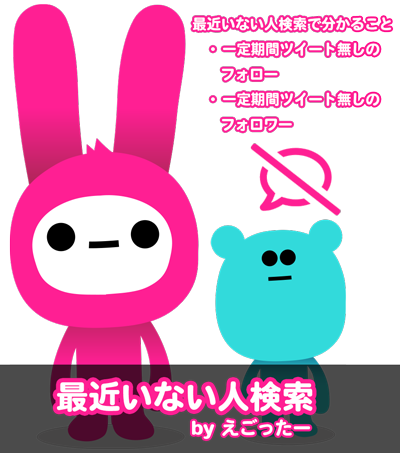 最近いない人検索で分かること
・一定期間ツイート無しの
フォロー
・一定期間ツイート無しの
フォロワー
最近いない人検索
by えごったー